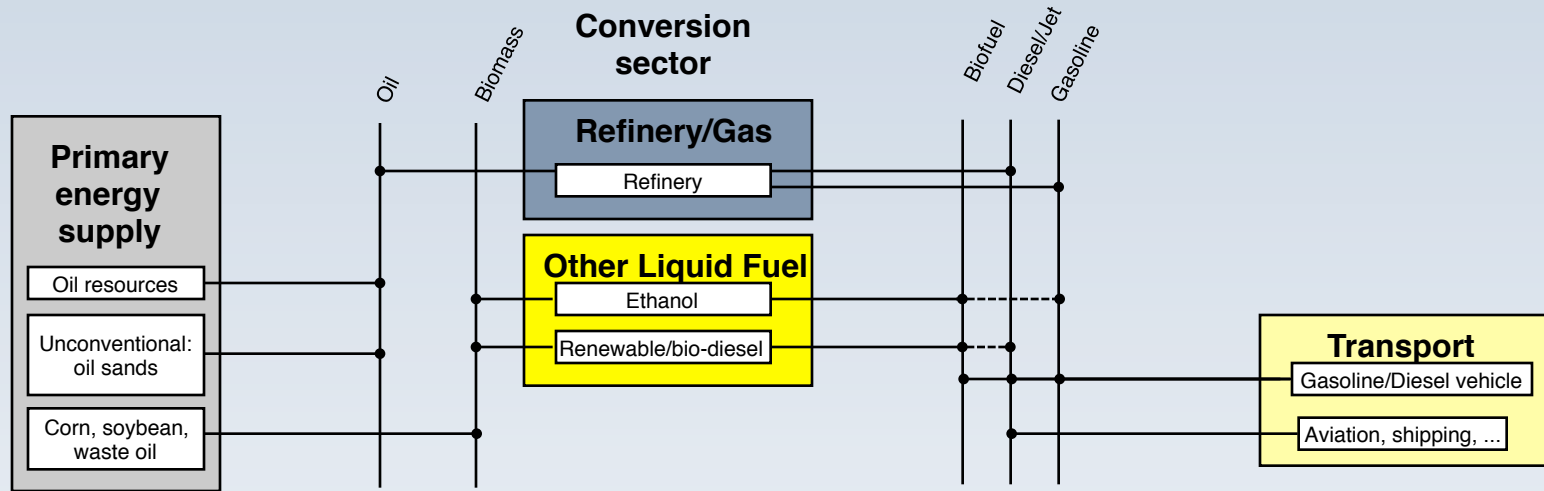 Conversion
sector
Oil
Biomass
Biofuel
Diesel/Jet
Gasoline
Primary
energy
supply
Oil resources
Unconventional:
oil sands
Corn, soybean,
waste oil
Refinery/Gas
Refinery
Other Liquid Fuel
Ethanol
Renewable/bio-diesel
Transport
Gasoline/Diesel vehicle
Aviation, shipping, ...